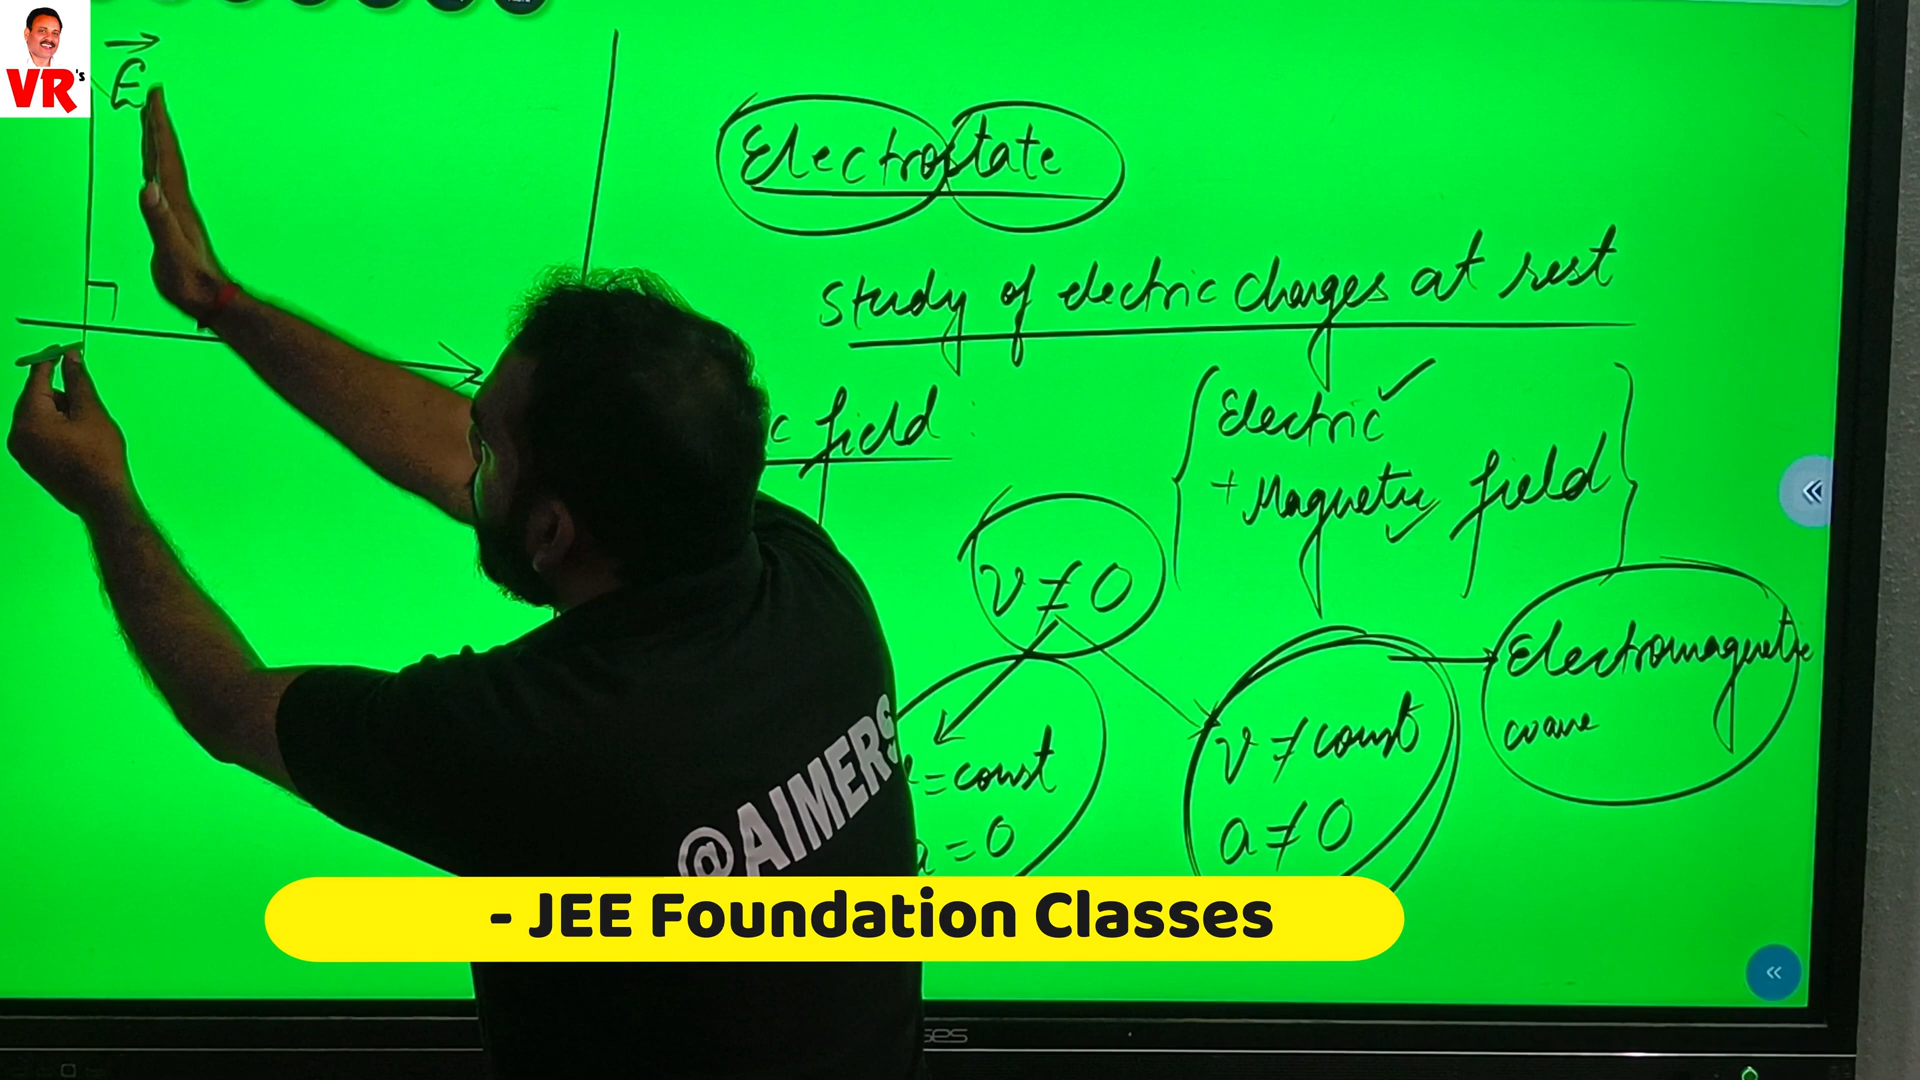 VR's
E
Electrostate
Study of electric charges at rest
c field :
Electric
+ Magnetic field
v ≠ 0
= const
a = 0
v ≠ const
a ≠ 0
Electromagnetic
wave
@AIMERS
- JEE Foundation Classes